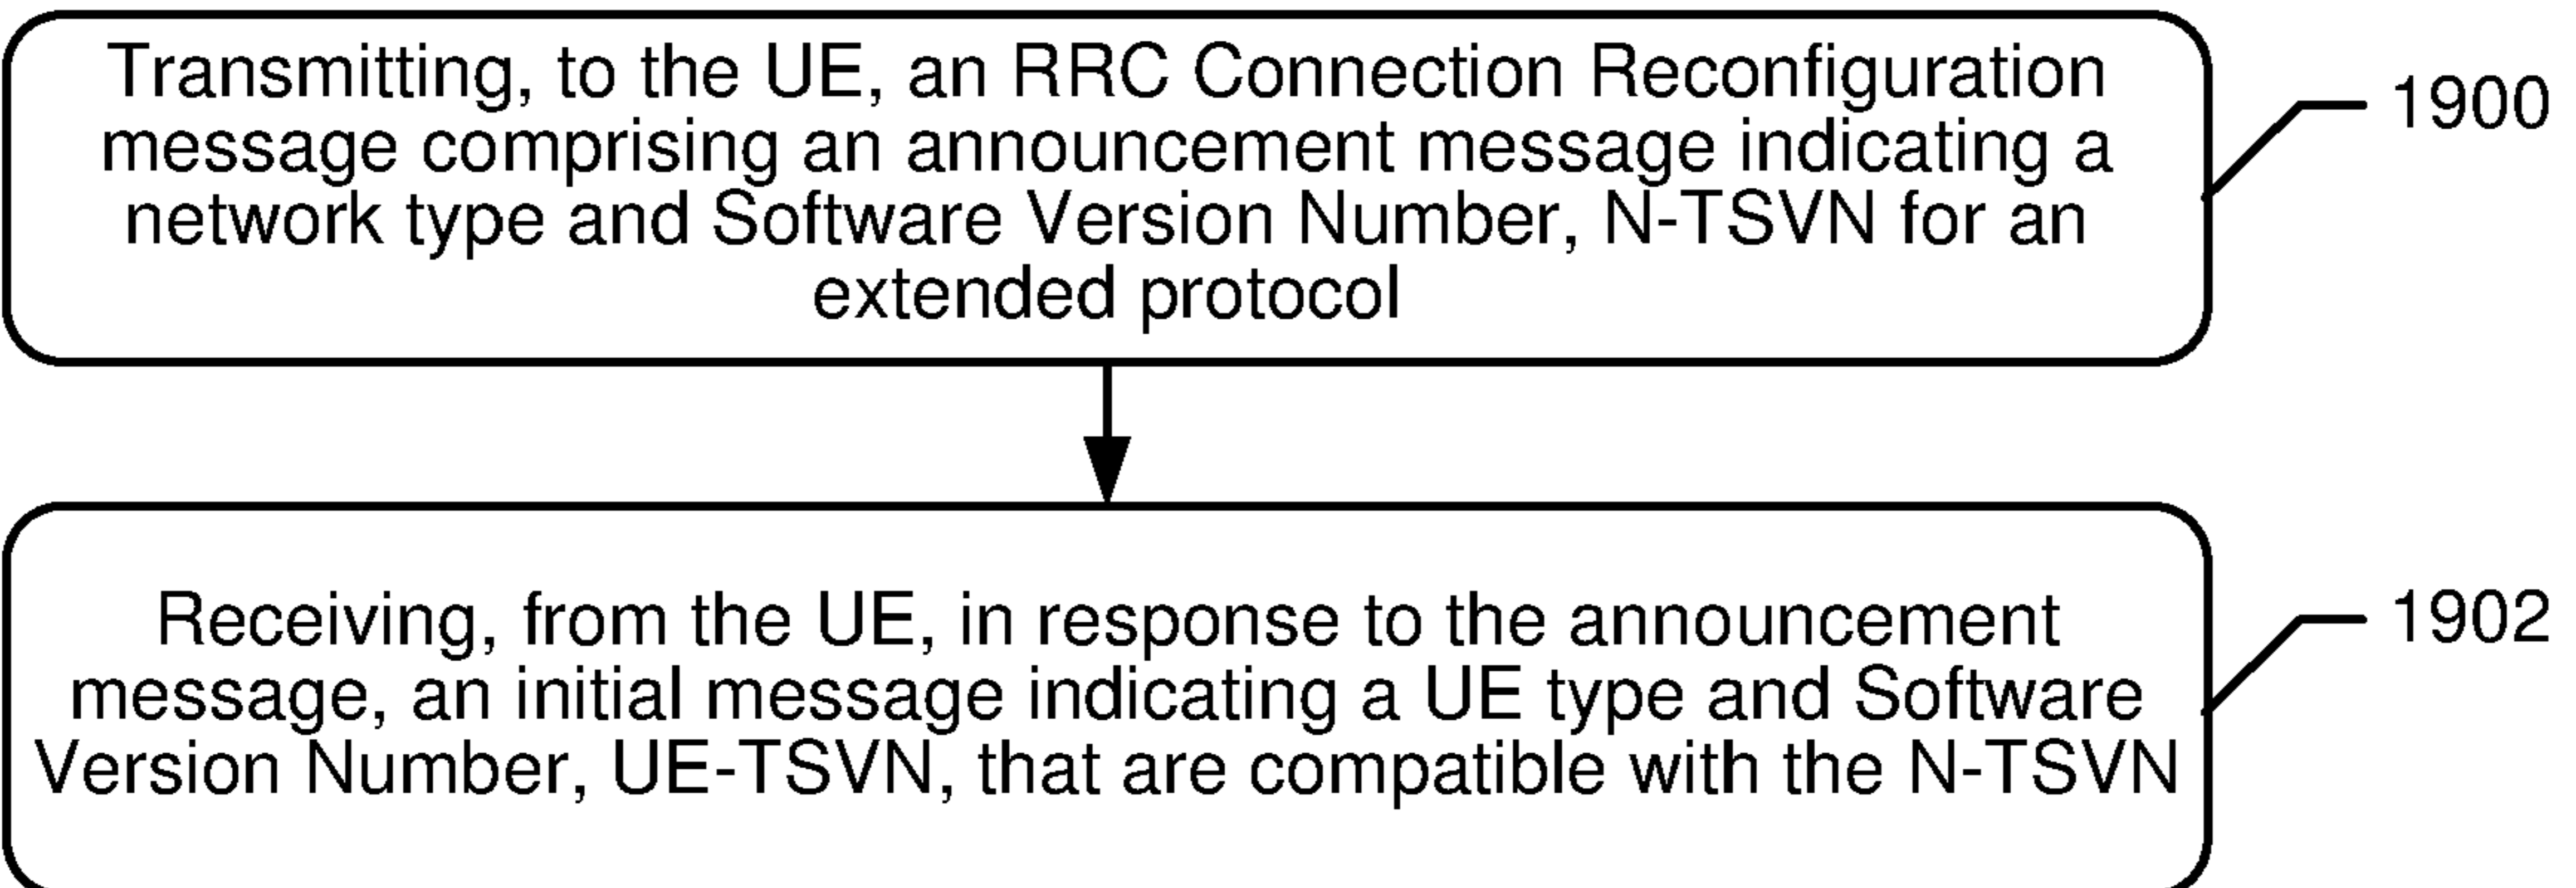 Transmitting, to the UE, an RRC Connection Reconfiguration
message comprising an announcement message indicating a
network type and Software Version Number, N-TSVN for an
extended protocol
1900
Receiving, from the UE, in response to the announcement
message, an initial message indicating a UE type and Software
Version Number, UE-TSVN, that are compatible with the N-TSVN
1902